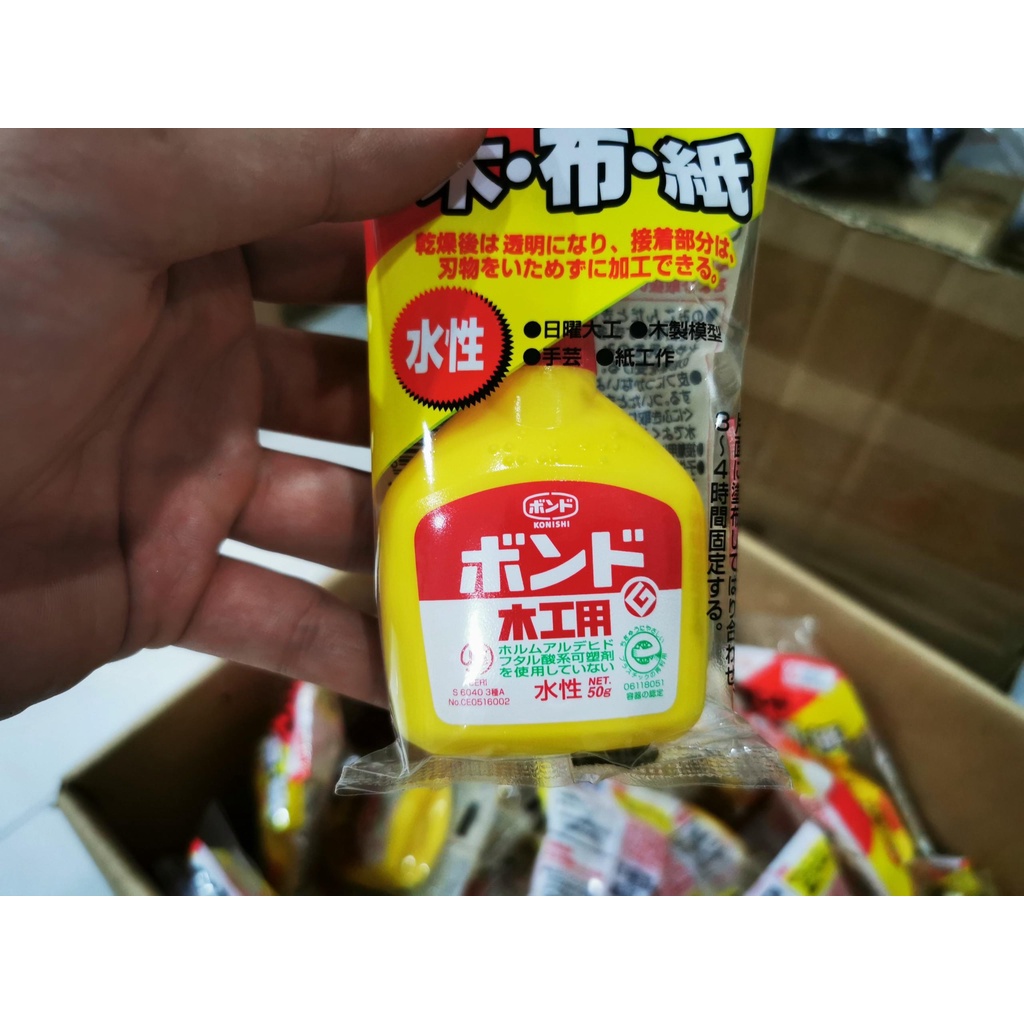 木・布・紙
乾燥後は透明になり、接着部分は、
刃物をいためずに加工できる。
水性
●日曜大工 ●木製模型
●手芸 ●紙工作
3〜4時間固定する。
ボンド
KONISHI
ボンド
木工用
ホルムアルデヒド
フタル酸系可塑剤
を使用していない
S 6040 3種A
No.CE0516002
水性 NET. 50g
06118051
容器の認定